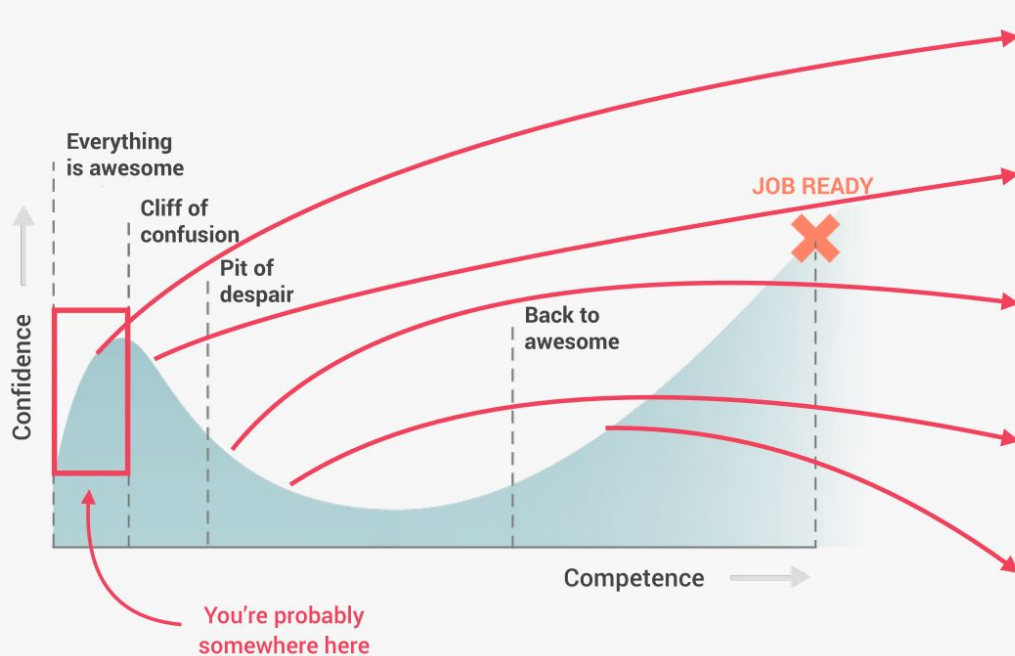 Everything
is awesome
Cliff of
confusion
Pit of
despair
Back to
awesome
JOB READY
Confidence
Competence
You're probably
somewhere here